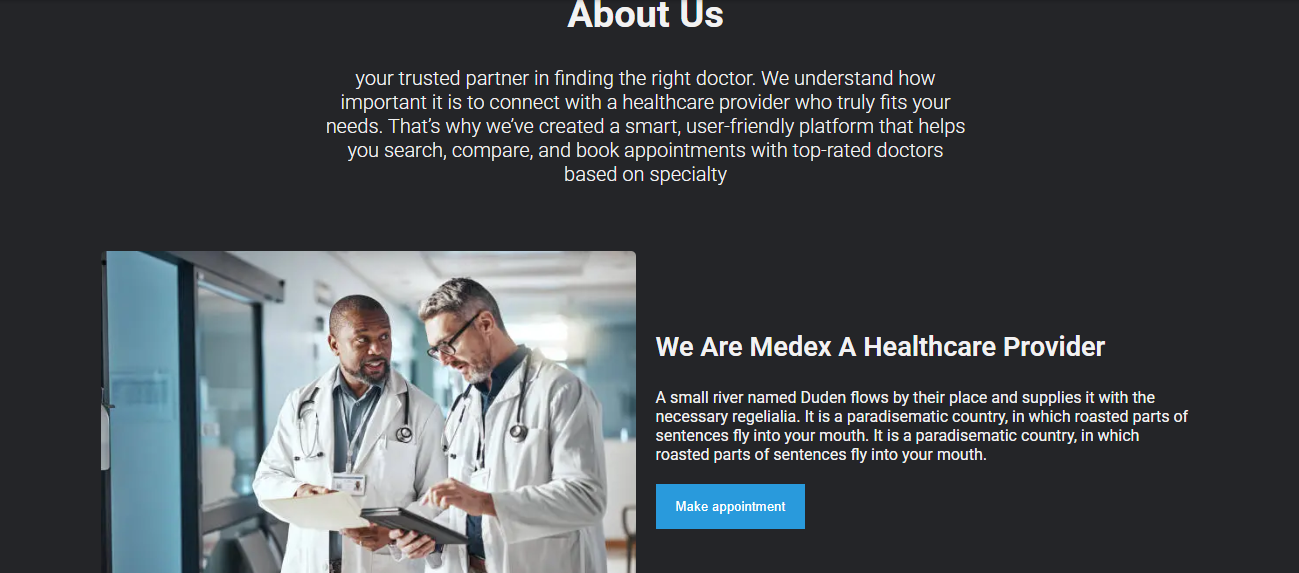 About Us
your trusted partner in finding the right doctor. We understand how
important it is to connect with a healthcare provider who truly fits your
needs. That’s why we’ve created a smart, user-friendly platform that helps
you search, compare, and book appointments with top-rated doctors
based on specialty
We Are Medex A Healthcare Provider
A small river named Duden flows by their place and supplies it with the
necessary regelialia. It is a paradisematic country, in which roasted parts of
sentences fly into your mouth. It is a paradisematic country, in which
roasted parts of sentences fly into your mouth.
Make appointment